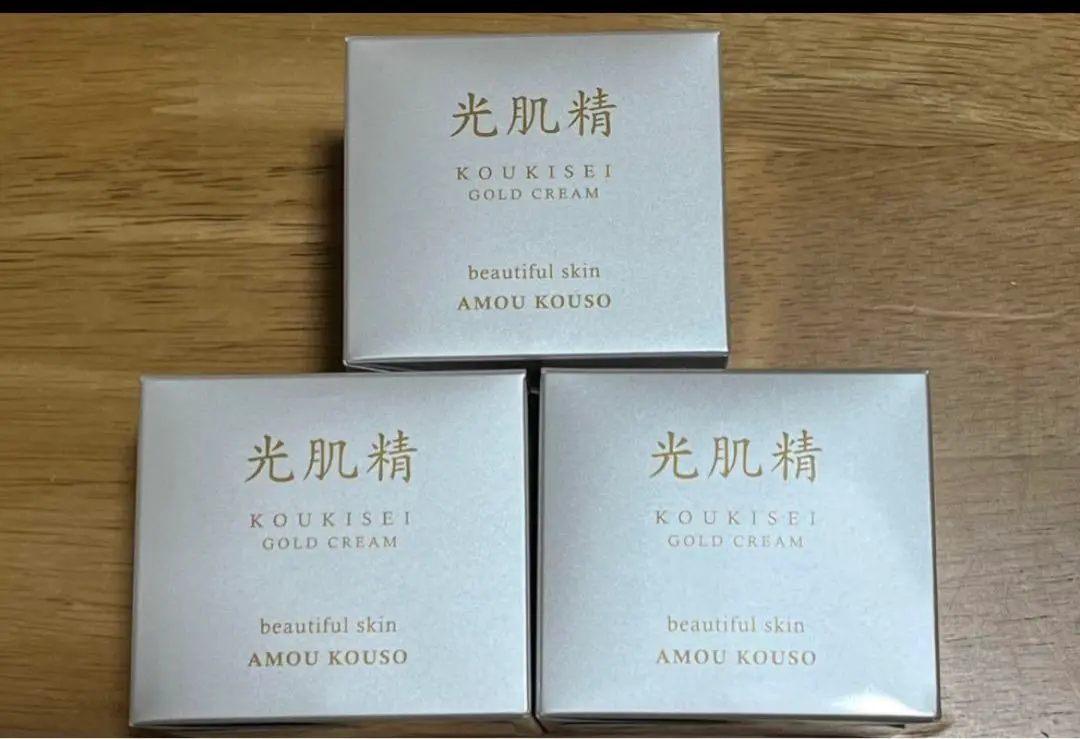 光肌精
KOUKISEI
GOLD CREAM
beautiful skin
AMOU KOUSO
光肌精
KOUKISEI
GOLD CREAM
beautiful skin
AMOU KOUSO
光肌精
KOUKISEI
GOLD CREAM
beautiful skin
AMOU KOUSO